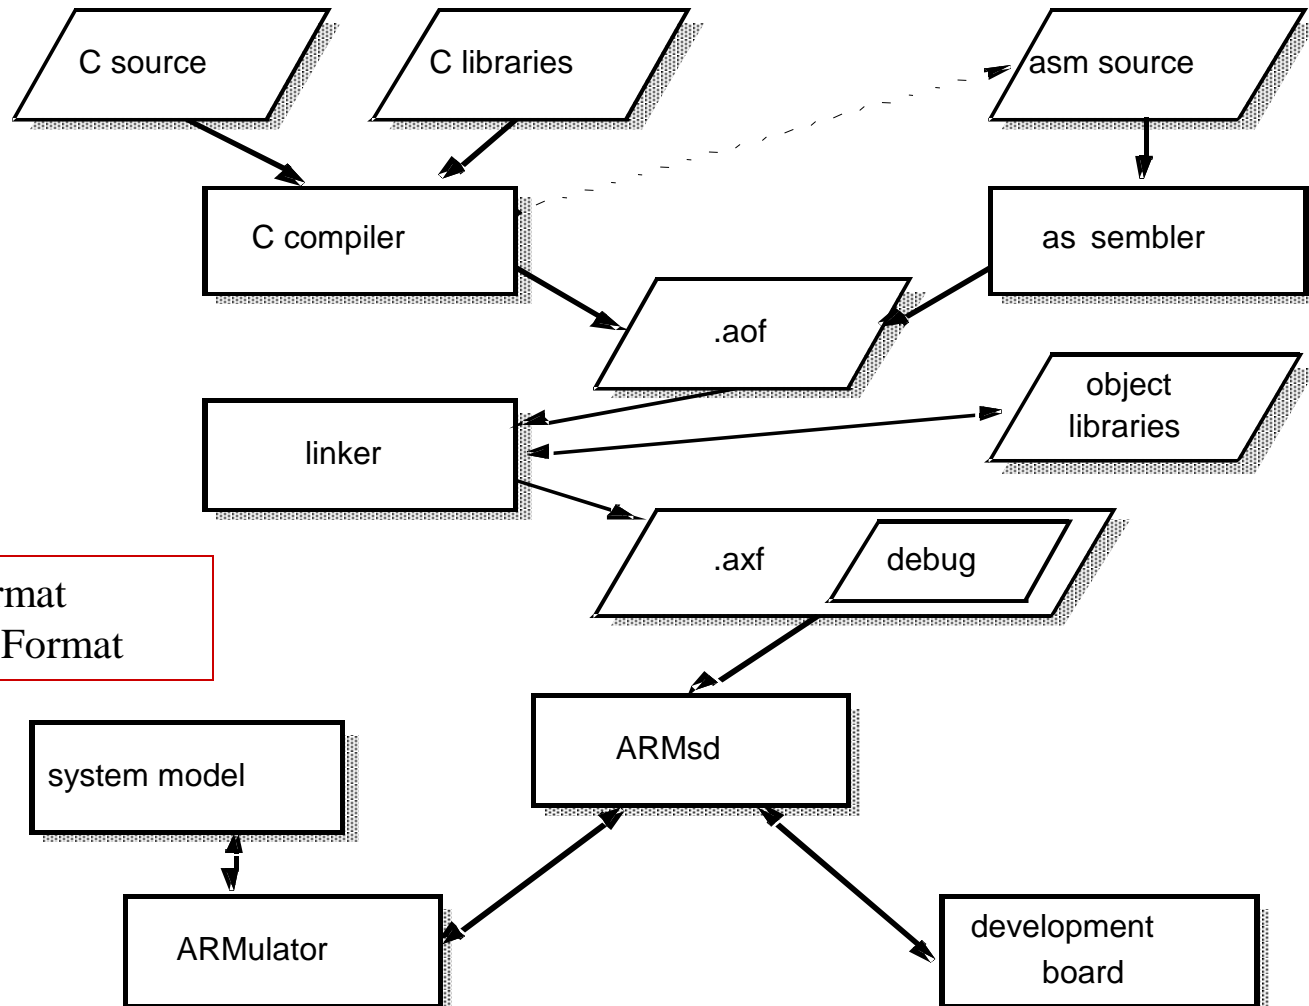 C source
C libraries
asm source
C compiler
as sembler
.aof
object
libraries
linker
.axf
debug
rmat
Format
ARMsd
system model
ARMulator
development
board